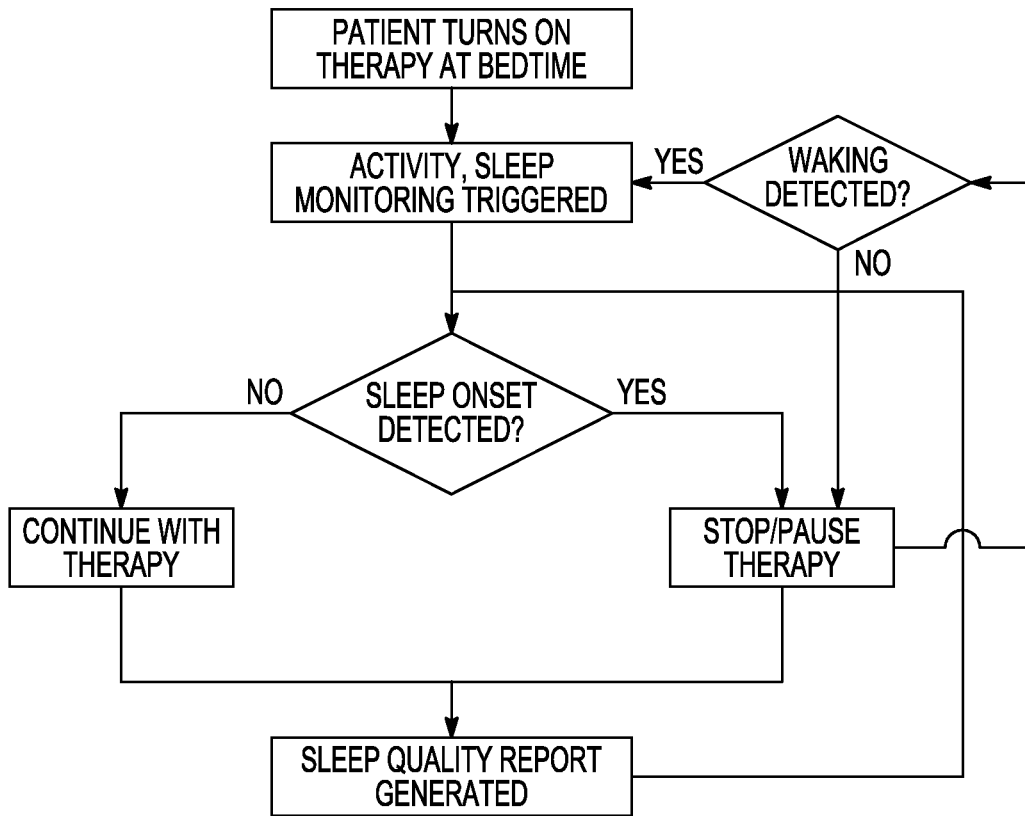 PATIENT TURNS ON
THERAPY AT BEDTIME
ACTIVITY, SLEEP
MONITORING TRIGGERED
YES
WAKING
DETECTED?
NO
NO
SLEEP ONSET
DETECTED?
YES
CONTINUE WITH
THERAPY
STOP/PAUSE
THERAPY
SLEEP QUALITY REPORT
GENERATED